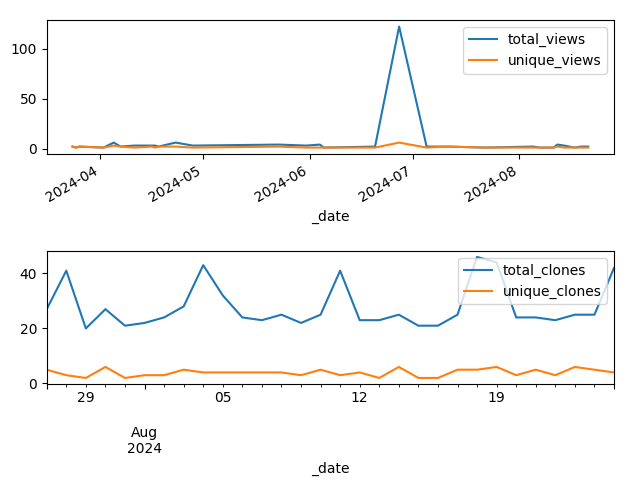 100
50
0
total_views
unique_views
2024-04
2024-05
2024-06
2024-07
2024-08
_date
40
20
0
total_clones
unique_clones
29
05
12
19
Aug
2024
_date